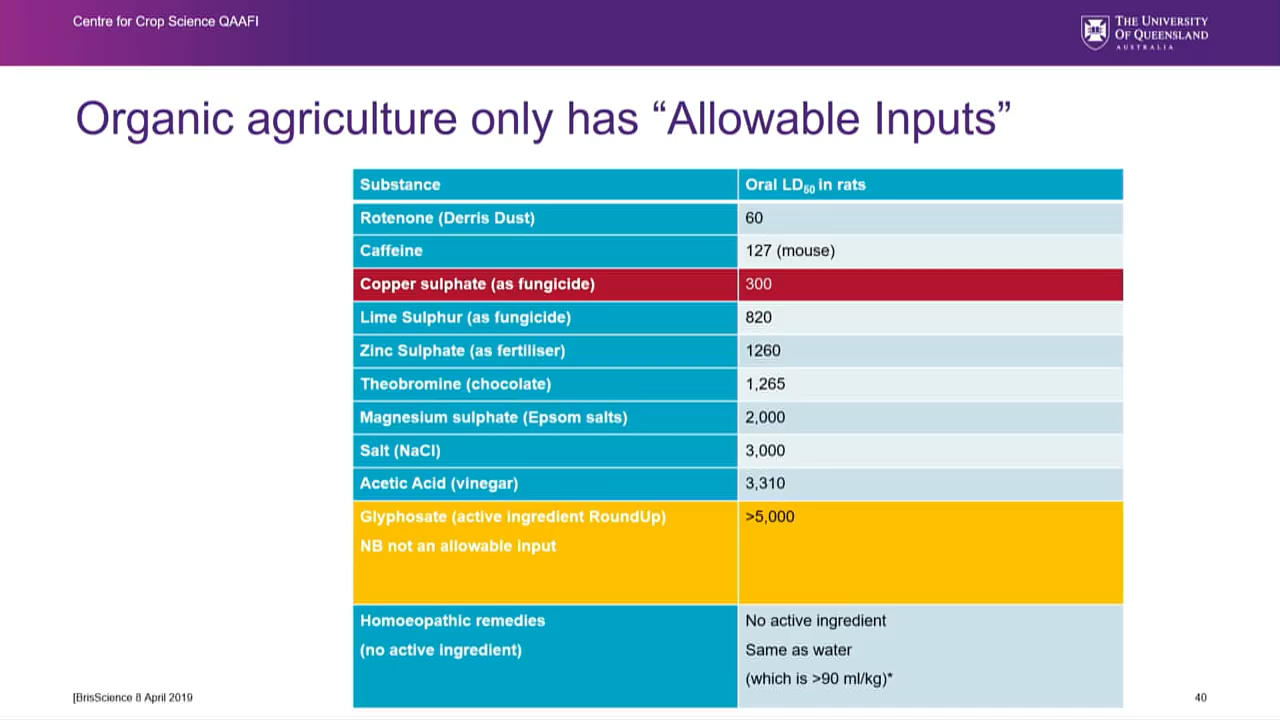 Centre for Crop Science QAAFI
THE UNIVERSITY
OF QUEENSLAND
AUSTRALIA
Organic agriculture only has “Allowable Inputs”
Substance Oral LD50 in rats
Rotenone (Derris Dust) 60
Caffeine 127 (mouse)
Copper sulphate (as fungicide) 300
Lime Sulphur (as fungicide) 820
Zinc Sulphate (as fertiliser) 1260
Theobromine (chocolate) 1,265
Magnesium sulphate (Epsom salts) 2,000
Salt (NaCl) 3,000
Acetic Acid (vinegar) 3,310
Glyphosate (active ingredient RoundUp) >5,000
NB not an allowable input
Homoeopathic remedies No active ingredient
(no active ingredient) Same as water
(which is >90 ml/kg)*
[BrisScience 8 April 2019
40